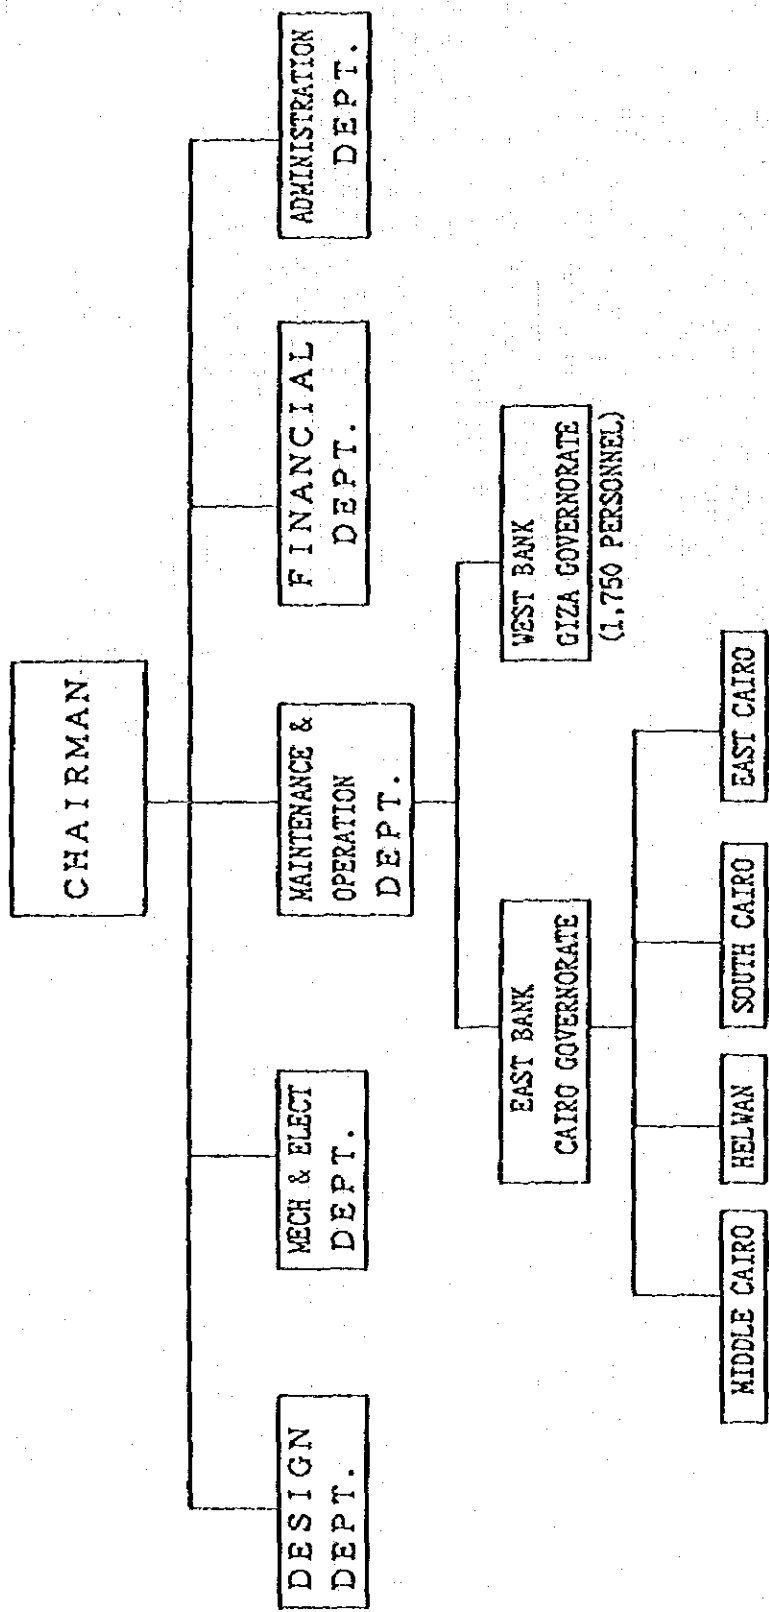 CHAIRMAN
DESIGN
DEPT.
MECH & ELECT
DEPT.
MAINTENANCE &
OPERATION
DEPT.
FINANCIAL
DEPT.
ADMINISTRATION
DEPT.
EAST BANK
CAIRO GOVERNORATE
WEST BANK
GIZA GOVERNORATE
(1,750 PERSONNEL)
MIDDLE CAIRO
HELWAN
SOUTH CAIRO
EAST CAIRO